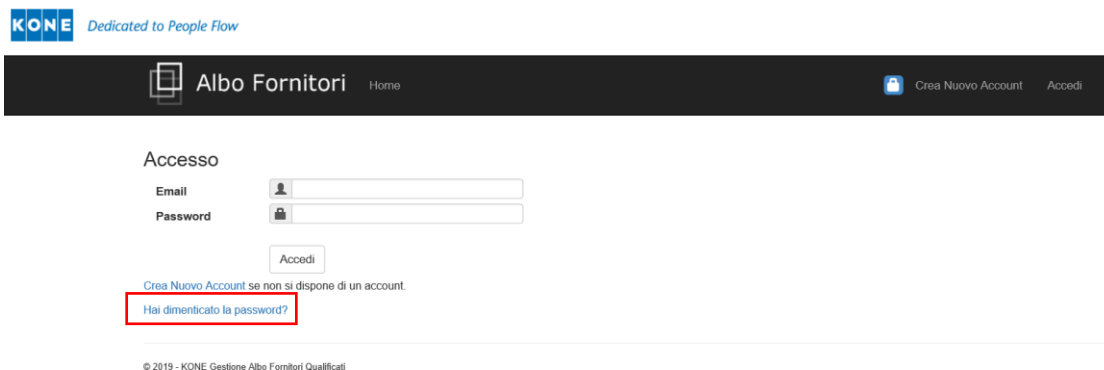 KONE Dedicated to People Flow
Albo Fornitori Home Crea Nuovo Account Accedi
Accesso
Email
Password
Accedi
Crea Nuovo Account se non si dispone di un account.
Hai dimenticato la password?
© 2019 - KONE Gestione Albo Fornitori Qualificati